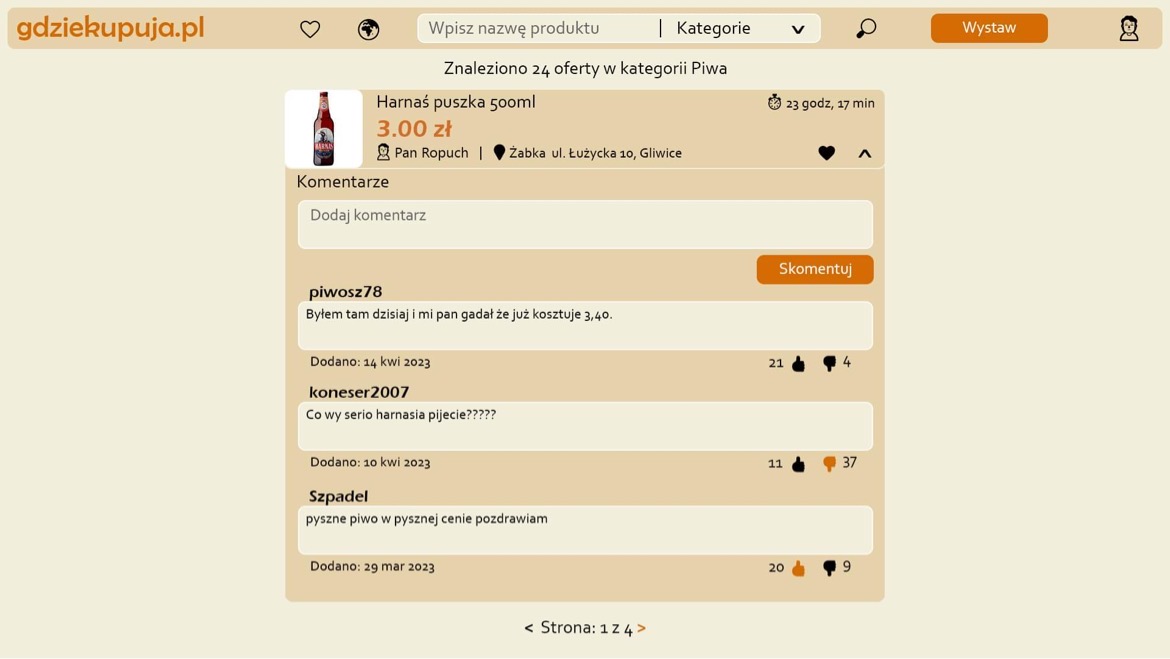 gdziekupuja.pl
Wpisz nazwę produktu | Kategorie
Wystaw
Znaleziono 24 oferty w kategorii Piwa
Harnaś puszka 500ml
23 godz, 17 min
3.00 zł
Pan Ropuch | Żabka ul. Łużycka 10, Gliwice
Komentarze
Dodaj komentarz
Skomentuj
piwosz78
Byłem tam dzisiaj i mi pan gadał że już kosztuje 3,40.
Dodano: 14 kwi 2023
21 4
koneser2007
Co wy serio harnasia pijecie?????
Dodano: 10 kwi 2023
11 37
Szpadel
pyszne piwo w pysznej cenie pozdrawiam
Dodano: 29 mar 2023
20 9
< Strona: 1 z 4 >